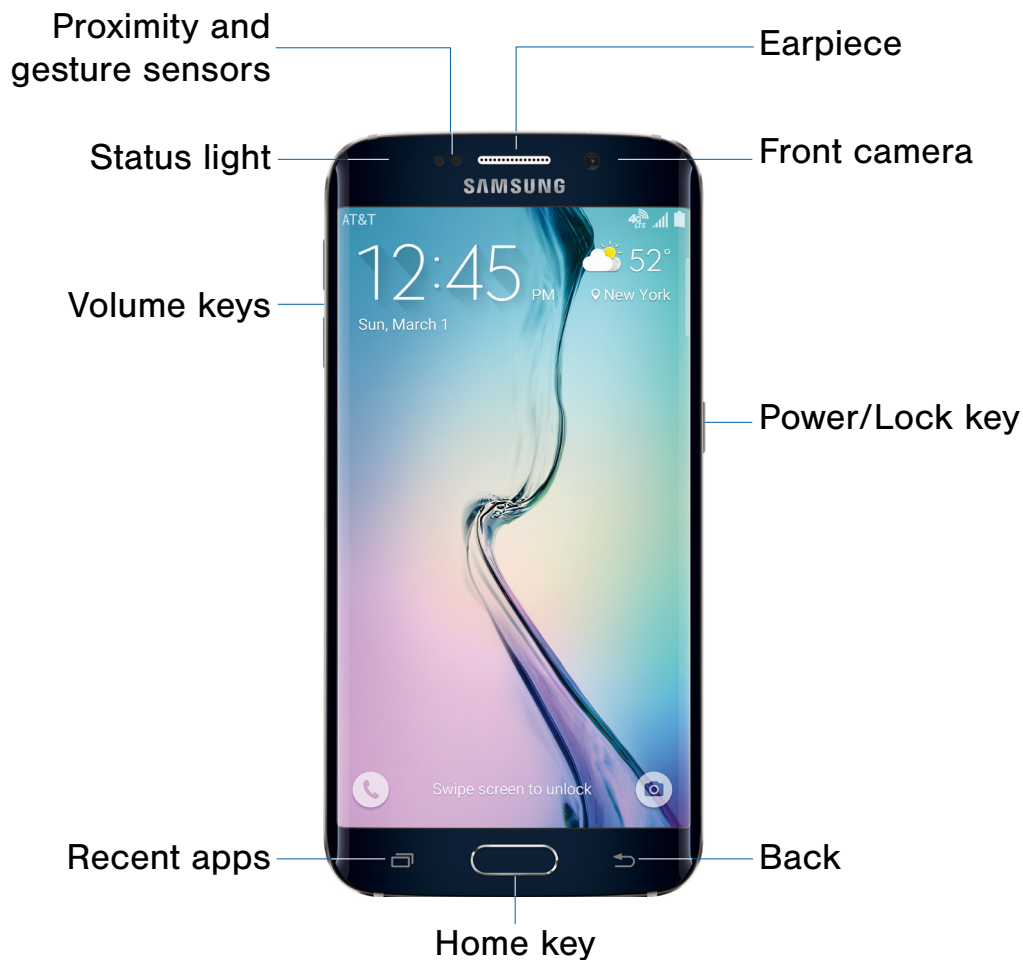 Proximity and
gesture sensors
Earpiece
Status light
Front camera
SAMSUNG
AT&T
4G LTE
12:45 PM
52°
New York
Sun, March 1
Volume keys
Power/Lock key
Swipe screen to unlock
Recent apps
Back
Home key